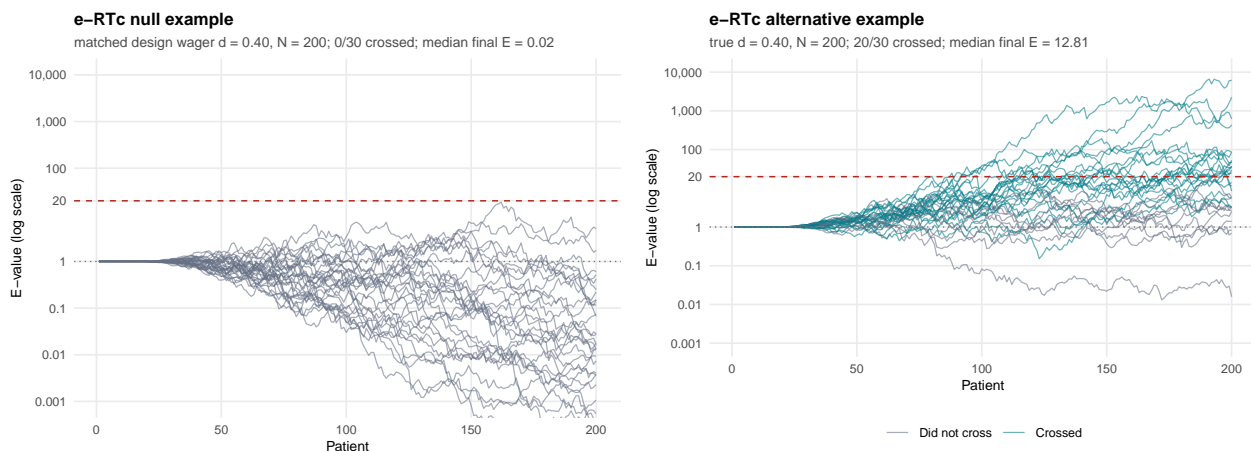 e−RTc null example
matched design wager d = 0.40, N = 200; 0/30 crossed; median final E = 0.02
E−value (log scale)
10,000
1,000
100
20
1
0.1
0.01
0.001
0
50
100
150
200
Patient
e−RTc alternative example
true d = 0.40, N = 200; 20/30 crossed; median final E = 12.81
E−value (log scale)
10,000
1,000
100
20
1
0.1
0.01
0.001
0
50
100
150
200
Patient
Did not cross
Crossed